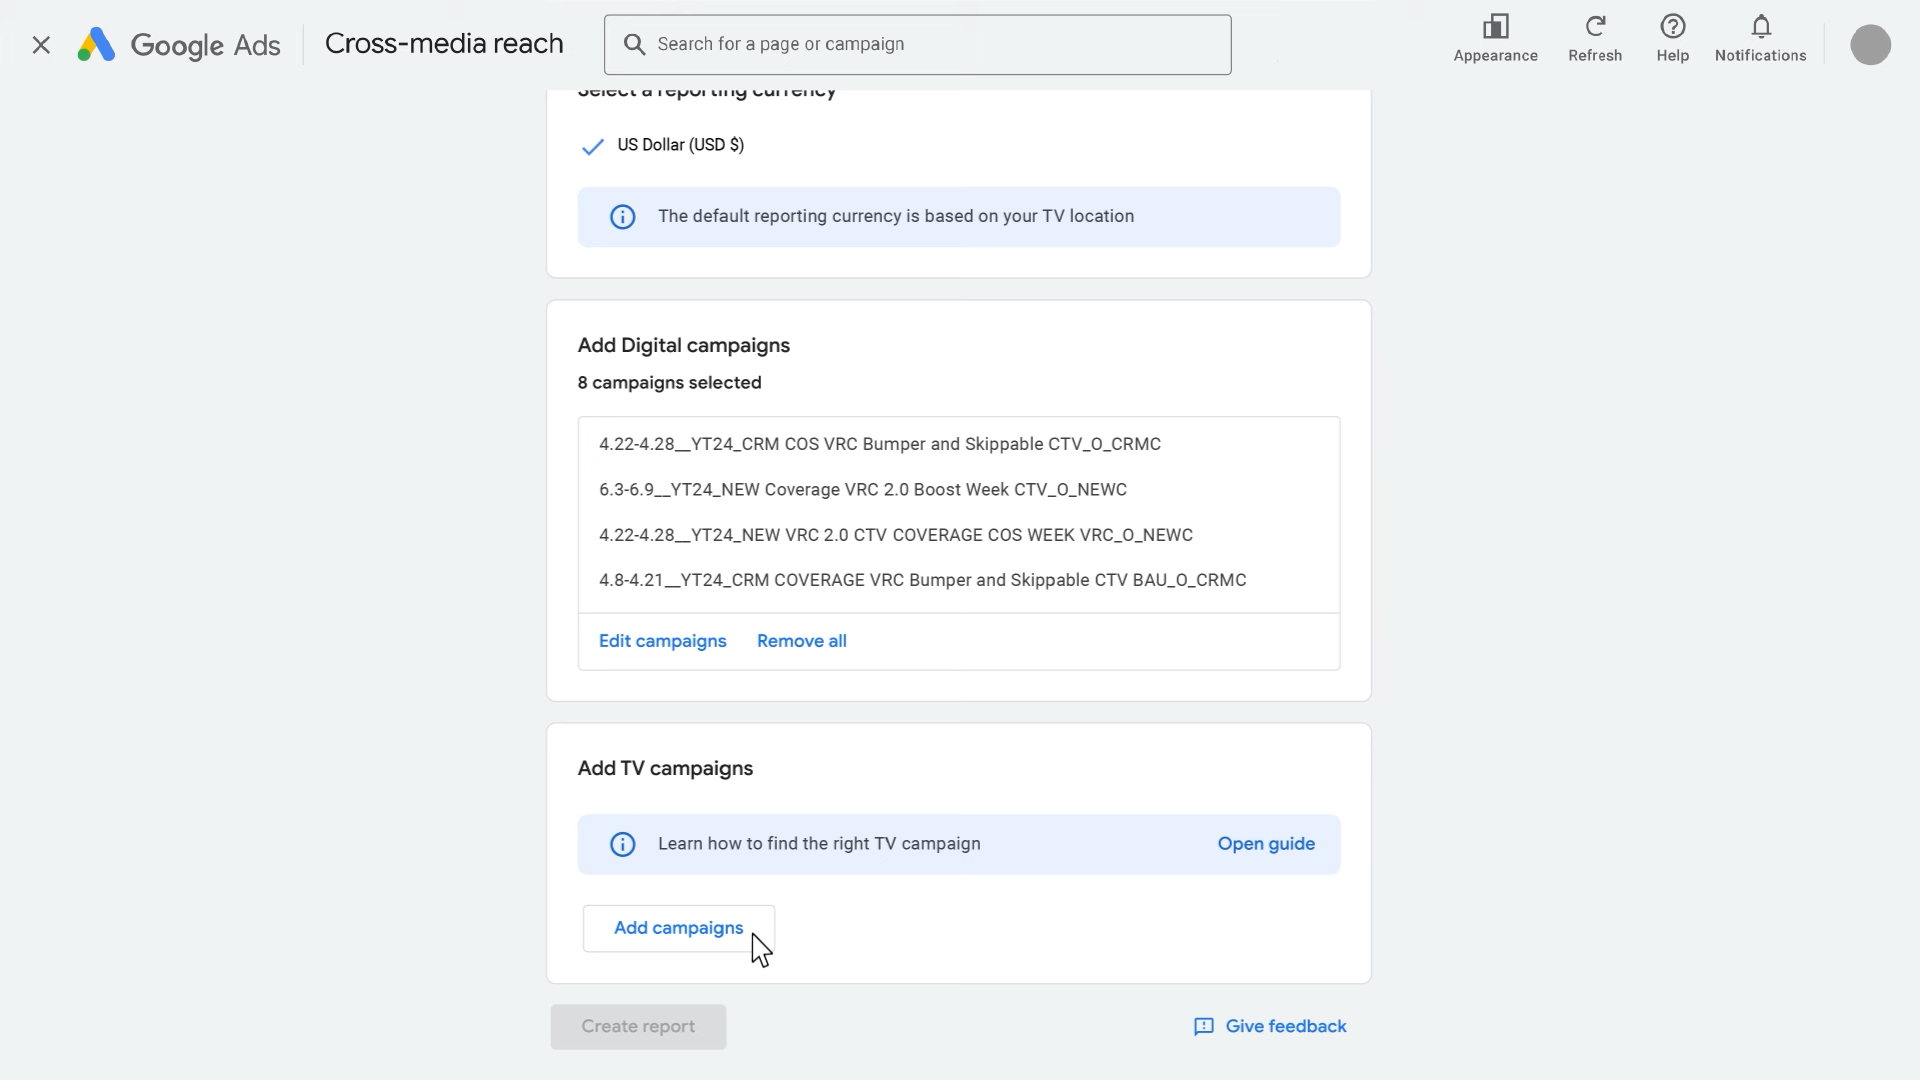 Google Ads
Cross-media reach
Search for a page or campaign
Appearance
Refresh
Help
Notifications
Select a reporting currency
US Dollar (USD $)
The default reporting currency is based on your TV location
Add Digital campaigns
8 campaigns selected
4.22-4.28__YT24_CRM COS VRC Bumper and Skippable CTV_O_CRMC
6.3-6.9__YT24_NEW Coverage VRC 2.0 Boost Week CTV_O_NEWC
4.22-4.28__YT24_NEW VRC 2.0 CTV COVERAGE COS WEEK VRC_O_NEWC
4.8-4.21__YT24_CRM COVERAGE VRC Bumper and Skippable CTV BAU_O_CRMC
Edit campaigns Remove all
Add TV campaigns
Learn how to find the right TV campaign Open guide
Add campaigns
Create report
Give feedback